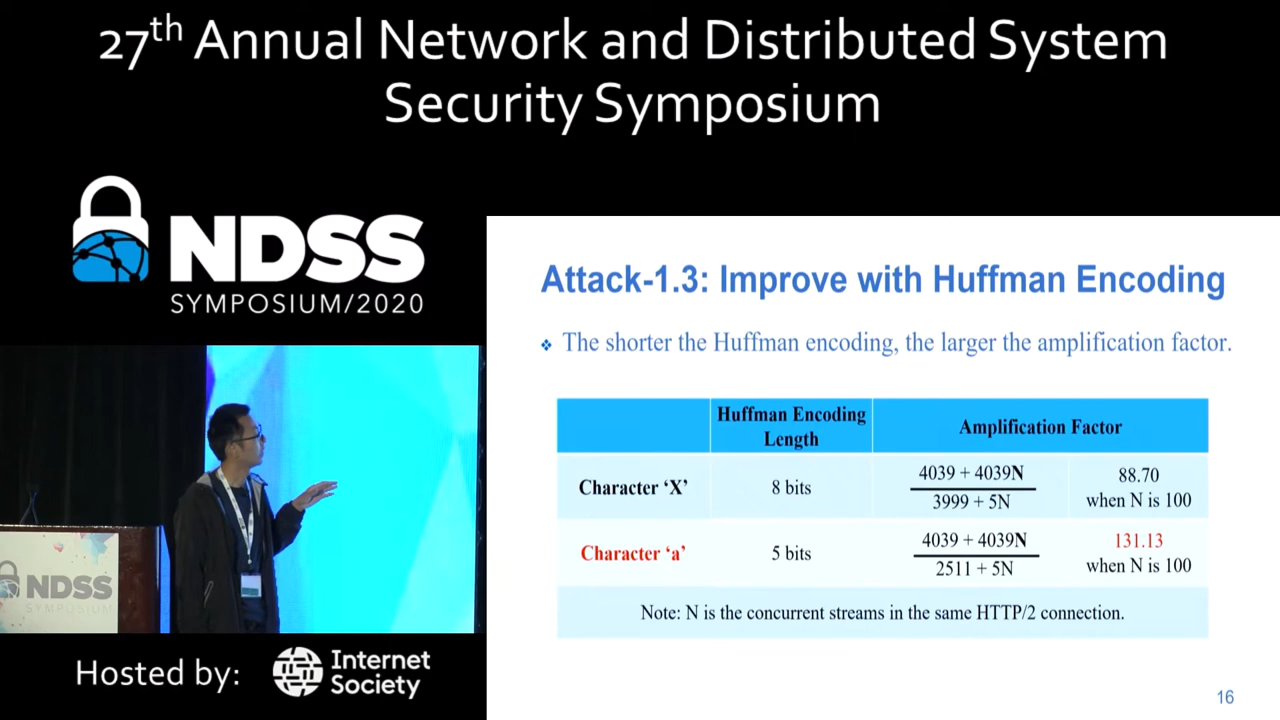 27th Annual Network and Distributed System
Security Symposium
NDSS
SYMPOSIUM/2020
Attack-1.3: Improve with Huffman Encoding
❖ The shorter the Huffman encoding, the larger the amplification factor.
Huffman Encoding
Length
Amplification Factor
Character ‘X’
8 bits
4039 + 4039N
3999 + 5N
88.70
when N is 100
Character ‘a’
5 bits
4039 + 4039N
2511 + 5N
131.13
when N is 100
Note: N is the concurrent streams in the same HTTP/2 connection.
16
NDSS
SYMPOSIUM
Hosted by:
Internet
Society